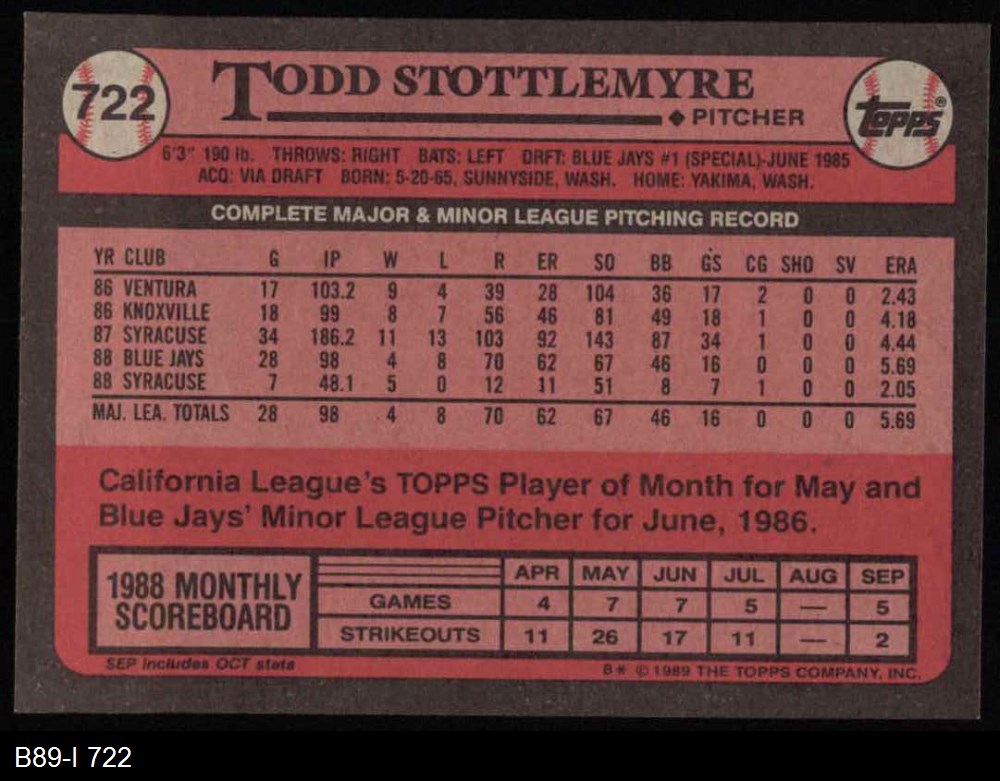 722
TODD STOTTLEMYRE
PITCHER
TOPPS®
6'3" 190 lb. THROWS: RIGHT BATS: LEFT DRFT: BLUE JAYS #1 (SPECIAL)-JUNE 1985
ACQ: VIA DRAFT BORN: 5-20-65, SUNNYSIDE, WASH. HOME: YAKIMA, WASH.
COMPLETE MAJOR & MINOR LEAGUE PITCHING RECORD
YR CLUB G IP W L R ER SO BB GS CG SHO SV ERA
86 VENTURA 17 103.2 9 4 39 28 104 36 17 2 0 0 2.43
86 KNOXVILLE 18 99 8 7 56 46 81 49 18 1 0 0 4.18
87 SYRACUSE 34 186.2 11 13 103 92 143 87 34 1 0 0 4.44
88 BLUE JAYS 28 98 4 8 70 62 67 46 16 0 0 0 5.69
88 SYRACUSE 7 48.1 5 0 12 11 51 8 7 1 0 0 2.05
MAJ. LEA. TOTALS 28 98 4 8 70 62 67 46 16 0 0 0 5.69
California League's TOPPS Player of Month for May and
Blue Jays' Minor League Pitcher for June, 1986.
1988 MONTHLY
SCOREBOARD
APR MAY JUN JUL AUG SEP
GAMES 4 7 7 5 — 5
STRIKEOUTS 11 26 17 11 — 2
SEP includes OCT stats
B* © 1989 THE TOPPS COMPANY, INC.
B89-I 722